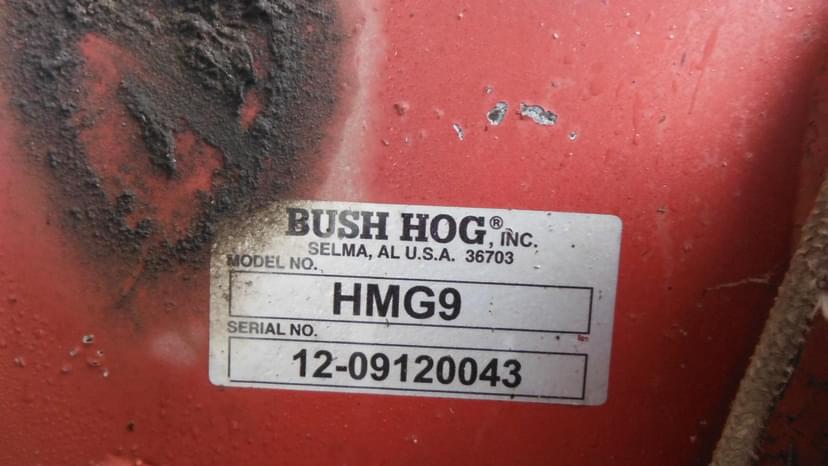 BUSH HOG®, INC.
SELMA, AL U.S.A. 36703
MODEL NO.
HMG9
SERIAL NO.
12-09120043